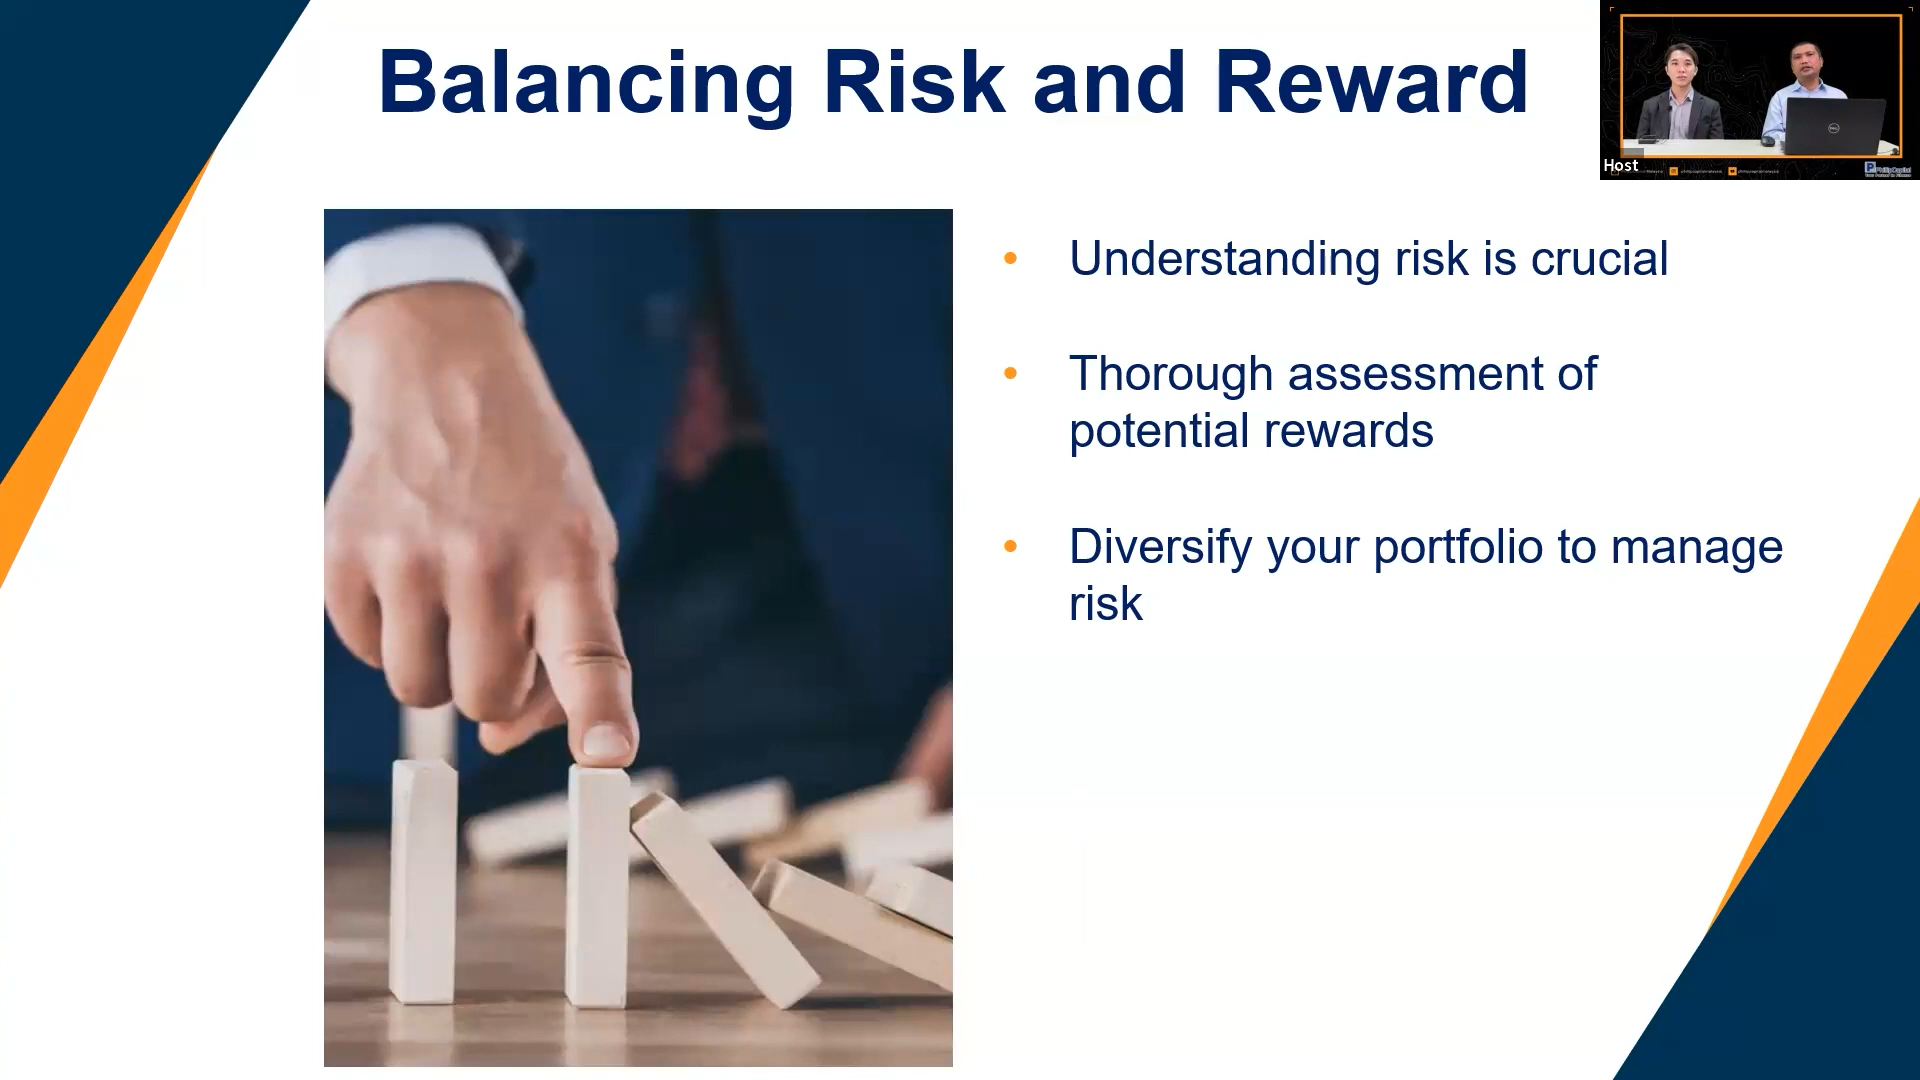 Balancing Risk and Reward
Host
PhillipCapital
Understanding risk is crucial
Thorough assessment of
potential rewards
Diversify your portfolio to manage
risk